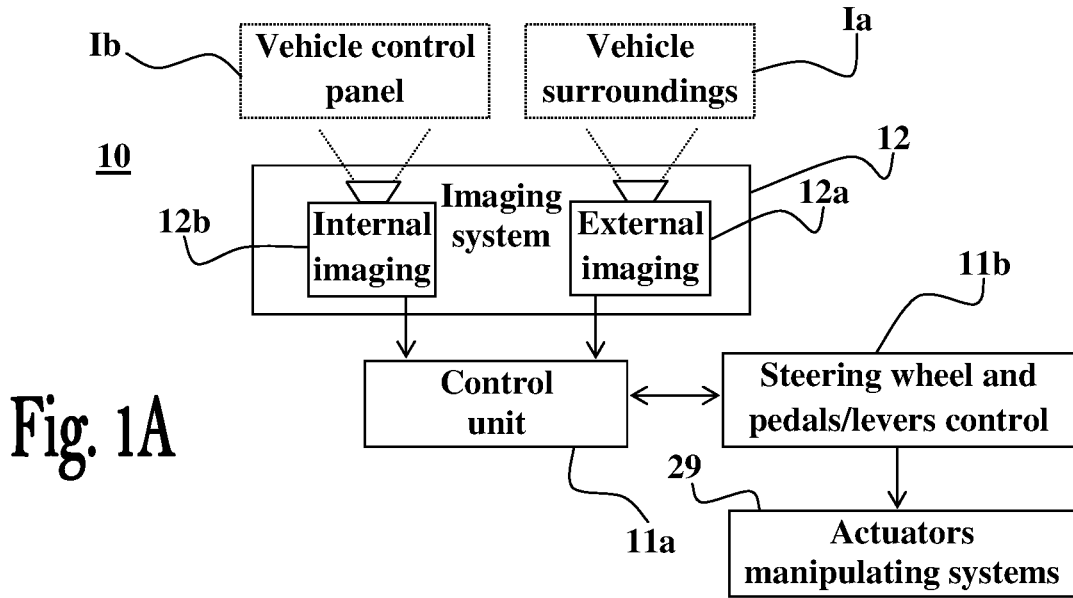 Ib
Vehicle control
panel
Vehicle
surroundings
Ia
10
12
12b
Internal
imaging
Imaging
system
External
imaging
12a
11b
Control
unit
Steering wheel and
pedals/levers control
Fig. 1A
11a
29
Actuators
manipulating systems